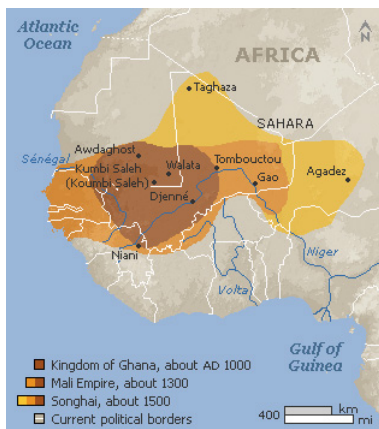 Atlantic
Ocean
N
AFRICA
Taghaza
SAHARA
Awdaghost
Sénégal
Walata
Tombouctou
Kumbi Saleh
(Koumbi Saleh)
Agadez
Gao
Djenné
Niani
Niger
Volta
Gulf of
Guinea
Kingdom of Ghana, about AD 1000
Mali Empire, about 1300
Songhai, about 1500
Current political borders
400 km
mi